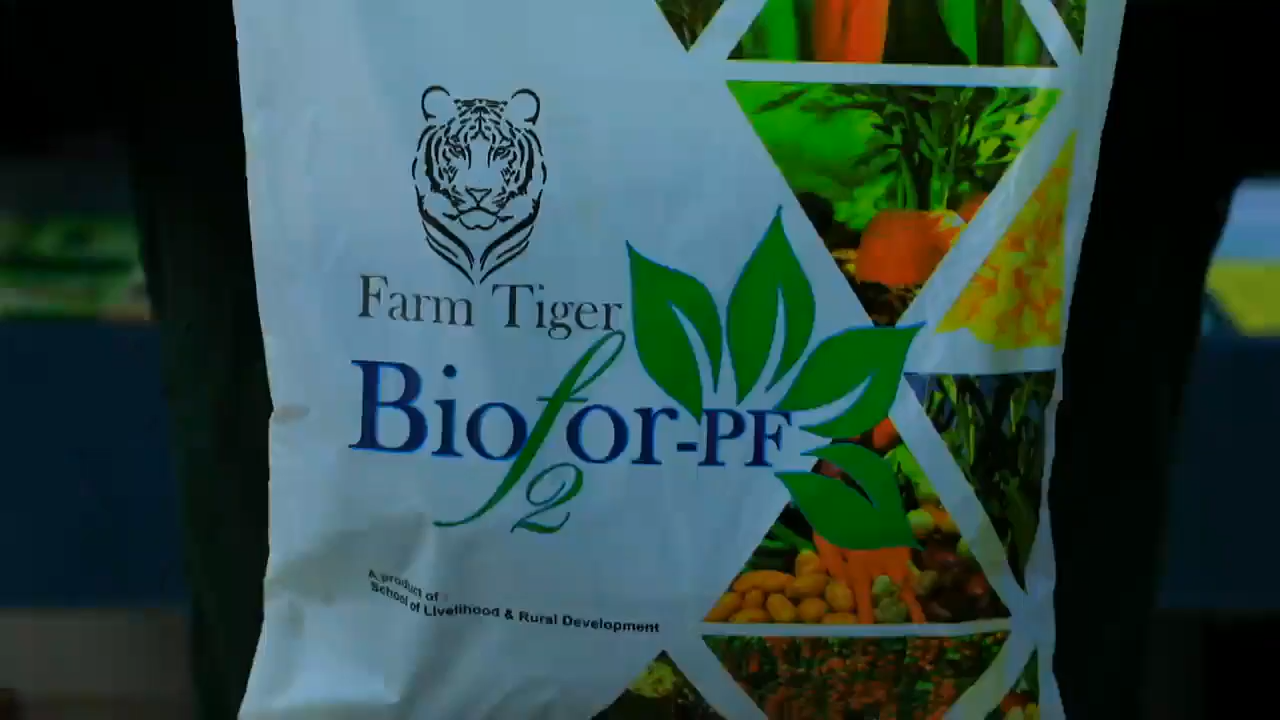 Farm Tiger
Biofor-PF
2
A product of :
School of Livelihood & Rural Development